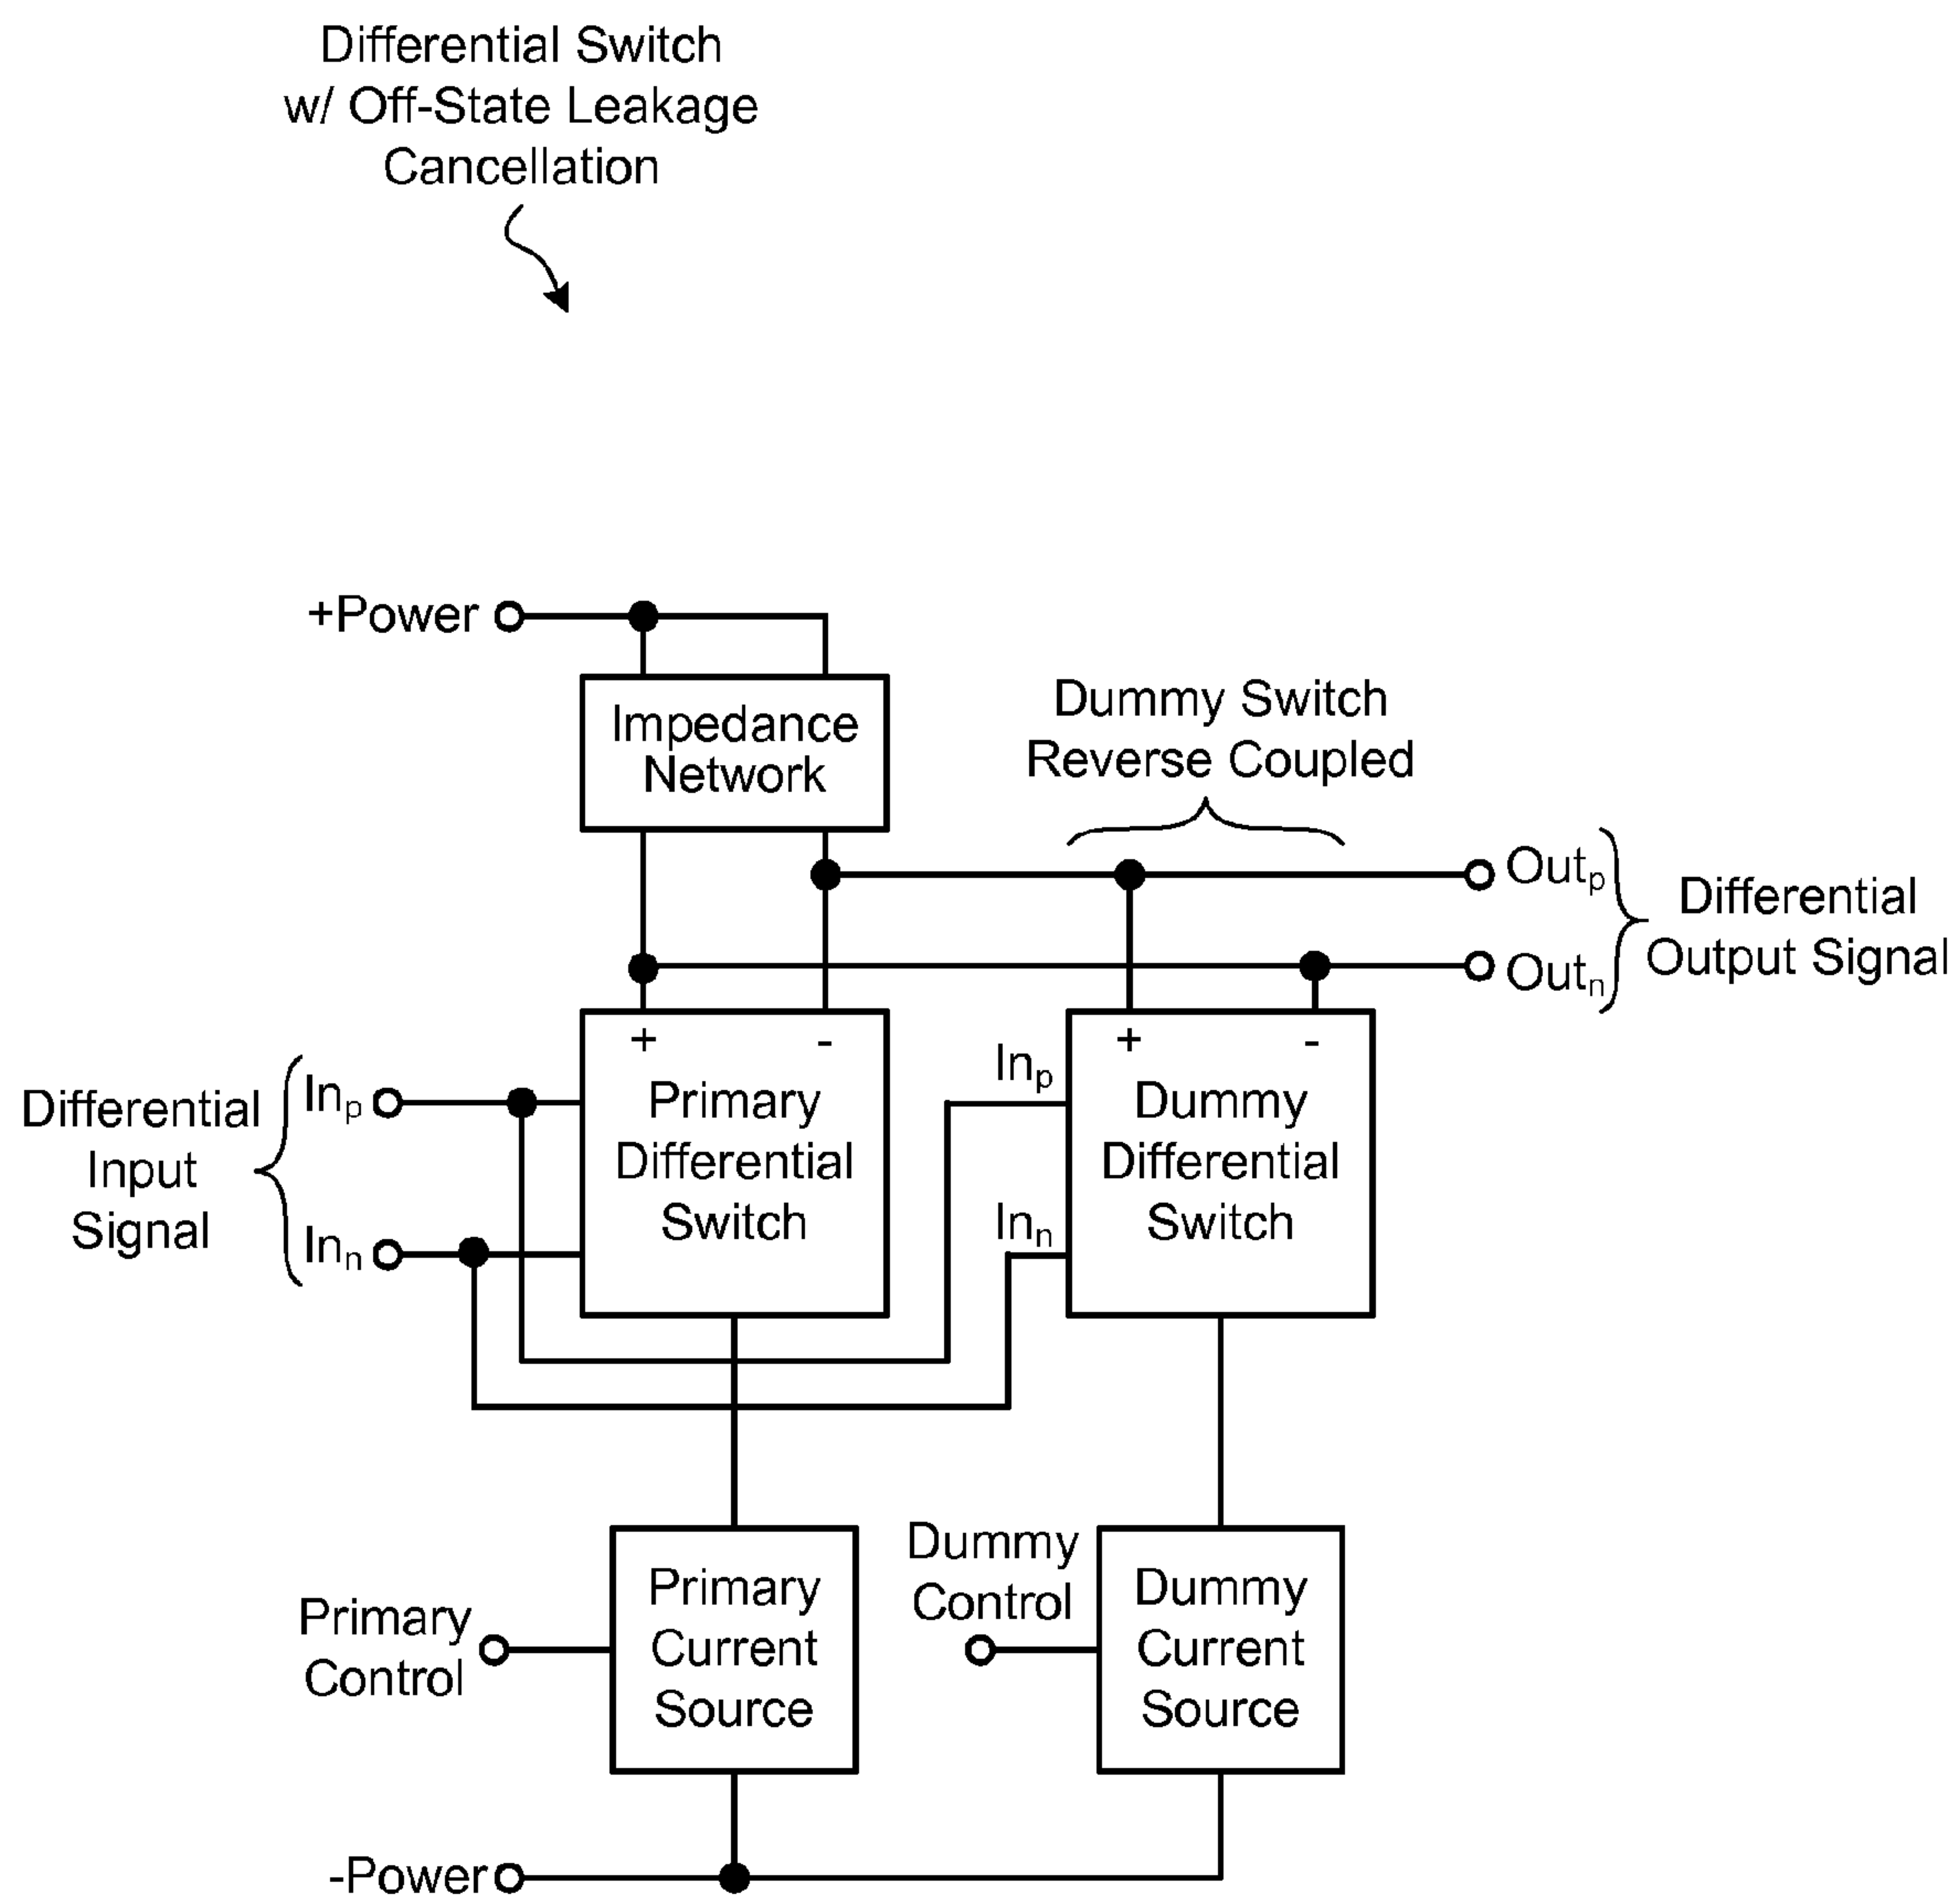 Differential Switch
w/ Off-State Leakage
Cancellation
+Power
Impedance
Network
Dummy Switch
Reverse Coupled
Outp
Outn
Differential
Output Signal
Differential
Input
Signal
Inp
Inn
+ -
Primary
Differential
Switch
Inp
Inn
+ -
Dummy
Differential
Switch
Primary
Control
Primary
Current
Source
Dummy
Control
Dummy
Current
Source
-Power